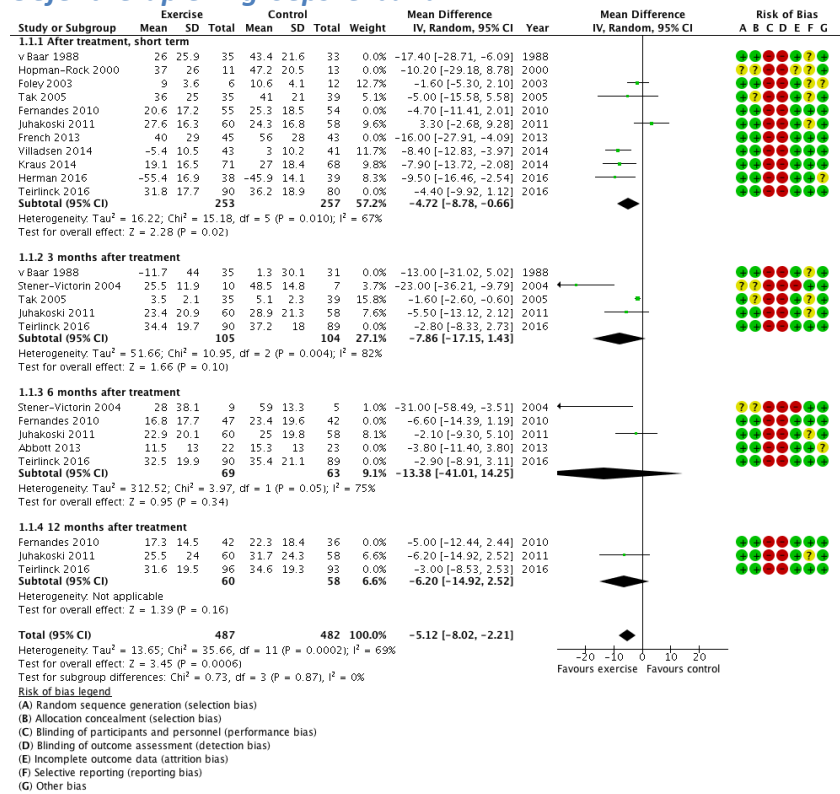 Exercise Control Mean Difference Mean Difference Risk of Bias
Study or Subgroup Mean SD Total Mean SD Total Weight IV, Random, 95% CI Year IV, Random, 95% CI A B C D E F G
1.1.1 After treatment, short term
v Baar 1988 26 25.9 35 43.4 21.6 33 0.0% -17.40 [-28.71, -6.09] 1988
Hopman-Rock 2000 37 26 11 47.2 20.5 13 0.0% -10.20 [-29.18, 8.78] 2000
Foley 2003 9 3.6 6 10.6 4.1 12 12.7% -1.60 [-5.30, 2.10] 2003
Tak 2005 36 25 35 41 21 39 5.1% -5.00 [-15.58, 5.58] 2005
Fernandes 2010 20.6 17.2 55 25.3 18.5 54 0.0% -4.70 [-11.41, 2.01] 2010
Juhakoski 2011 27.6 16.3 60 24.3 16.8 58 9.6% 3.30 [-2.68, 9.28] 2011
French 2013 40 29 45 56 28 43 0.0% -16.00 [-27.91, -4.09] 2013
Villadsen 2014 -5.4 10.5 43 3 10.2 41 11.7% -8.40 [-12.83, -3.97] 2014
Kraus 2014 19.1 16.5 71 27 18.4 68 9.8% -7.90 [-13.72, -2.08] 2014
Herman 2016 -55.4 16.9 38 -45.9 14.1 39 8.3% -9.50 [-16.46, -2.54] 2016
Teirlinck 2016 31.8 17.7 90 36.2 18.9 80 0.0% -4.40 [-9.92, 1.12] 2016
Subtotal (95% CI) 253 257 57.2% -4.72 [-8.78, -0.66]
Heterogeneity: Tau² = 16.22; Chi² = 15.18, df = 5 (P = 0.010); I² = 67%
Test for overall effect: Z = 2.28 (P = 0.02)
1.1.2 3 months after treatment
v Baar 1988 -11.7 44 35 1.3 30.1 31 0.0% -13.00 [-31.02, 5.02] 1988
Stener-Victorin 2004 25.5 11.9 10 48.5 14.8 7 3.7% -23.00 [-36.21, -9.79] 2004
Tak 2005 3.5 2.1 35 5.1 2.3 39 15.8% -1.60 [-2.60, -0.60] 2005
Juhakoski 2011 23.4 20.9 60 28.9 21.3 58 7.6% -5.50 [-13.12, 2.12] 2011
Teirlinck 2016 34.4 19.7 90 37.2 18 89 0.0% -2.80 [-8.33, 2.73] 2016
Subtotal (95% CI) 105 104 27.1% -7.86 [-17.15, 1.43]
Heterogeneity: Tau² = 51.66; Chi² = 10.95, df = 2 (P = 0.004); I² = 82%
Test for overall effect: Z = 1.66 (P = 0.10)
1.1.3 6 months after treatment
Stener-Victorin 2004 28 38.1 9 59 13.3 5 1.0% -31.00 [-58.49, -3.51] 2004
Fernandes 2010 16.8 17.7 47 23.4 19.6 42 0.0% -6.60 [-14.39, 1.19] 2010
Juhakoski 2011 22.9 20.1 60 25 19.8 58 8.1% -2.10 [-9.30, 5.10] 2011
Abbott 2013 11.5 13 22 15.3 13 23 0.0% -3.80 [-11.40, 3.80] 2013
Teirlinck 2016 32.5 19.9 90 35.4 21.1 89 0.0% -2.90 [-8.91, 3.11] 2016
Subtotal (95% CI) 69 63 9.1% -13.38 [-41.01, 14.25]
Heterogeneity: Tau² = 312.52; Chi² = 3.97, df = 1 (P = 0.05); I² = 75%
Test for overall effect: Z = 0.95 (P = 0.34)
1.1.4 12 months after treatment
Fernandes 2010 17.3 14.5 42 22.3 18.4 36 0.0% -5.00 [-12.44, 2.44] 2010
Juhakoski 2011 25.5 24 60 31.7 24.3 58 6.6% -6.20 [-14.92, 2.52] 2011
Teirlinck 2016 31.6 19.5 96 34.6 19.3 93 0.0% -3.00 [-8.53, 2.53] 2016
Subtotal (95% CI) 60 58 6.6% -6.20 [-14.92, 2.52]
Heterogeneity: Not applicable
Test for overall effect: Z = 1.39 (P = 0.16)
Total (95% CI) 487 482 100.0% -5.12 [-8.02, -2.21]
Heterogeneity: Tau² = 13.65; Chi² = 35.66, df = 11 (P = 0.0002); I² = 69%
Test for overall effect: Z = 3.45 (P = 0.0006)
Test for subgroup differences: Chi² = 0.73, df = 3 (P = 0.87), I² = 0%
-20 -10 0 10 20
Favours exercise Favours control
Risk of bias legend
(A) Random sequence generation (selection bias)
(B) Allocation concealment (selection bias)
(C) Blinding of participants and personnel (performance bias)
(D) Blinding of outcome assessment (detection bias)
(E) Incomplete outcome data (attrition bias)
(F) Selective reporting (reporting bias)
(G) Other bias